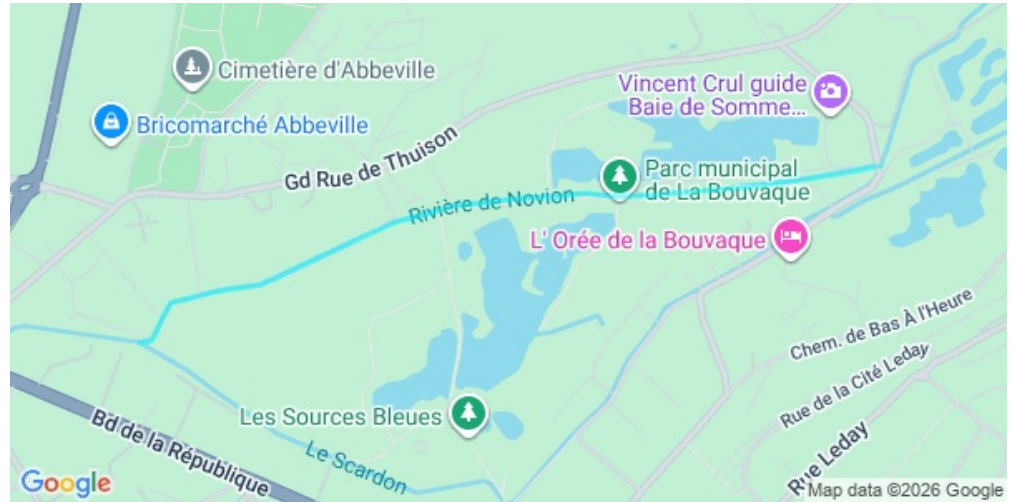 Cimetière d'Abbeville
Bricomarché Abbeville
Vincent Crul guide
Baie de Somme...
Gd Rue de Thuison
Parc municipal
de La Bouvaque
Rivière de Novion
L' Orée de la Bouvaque
Chem. de Bas À l'Heure
Rue de la Cité Leday
Les Sources Bleues
Bd de la République
Le Scardon
Rue Leday
Google
Map data ©2026 Google